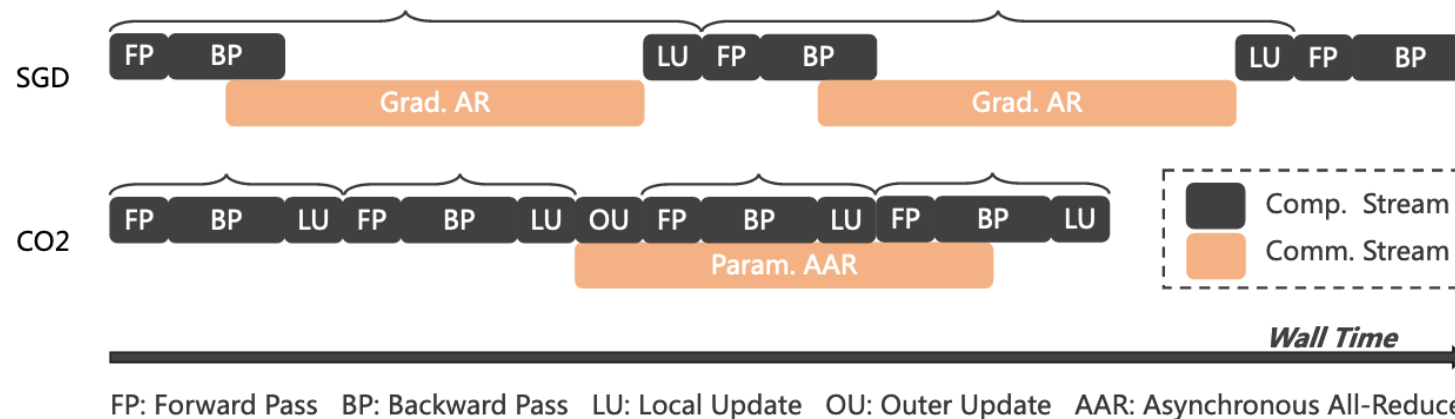 FP BP LU FP BP LU FP BP
SGD
Grad. AR Grad. AR
FP BP LU FP BP LU OU FP BP LU FP BP LU
Comp. Stream
CO2
Param. AAR
Comm. Stream
Wall Time
FP: Forward Pass BP: Backward Pass LU: Local Update OU: Outer Update AAR: Asynchronous All-Reduc